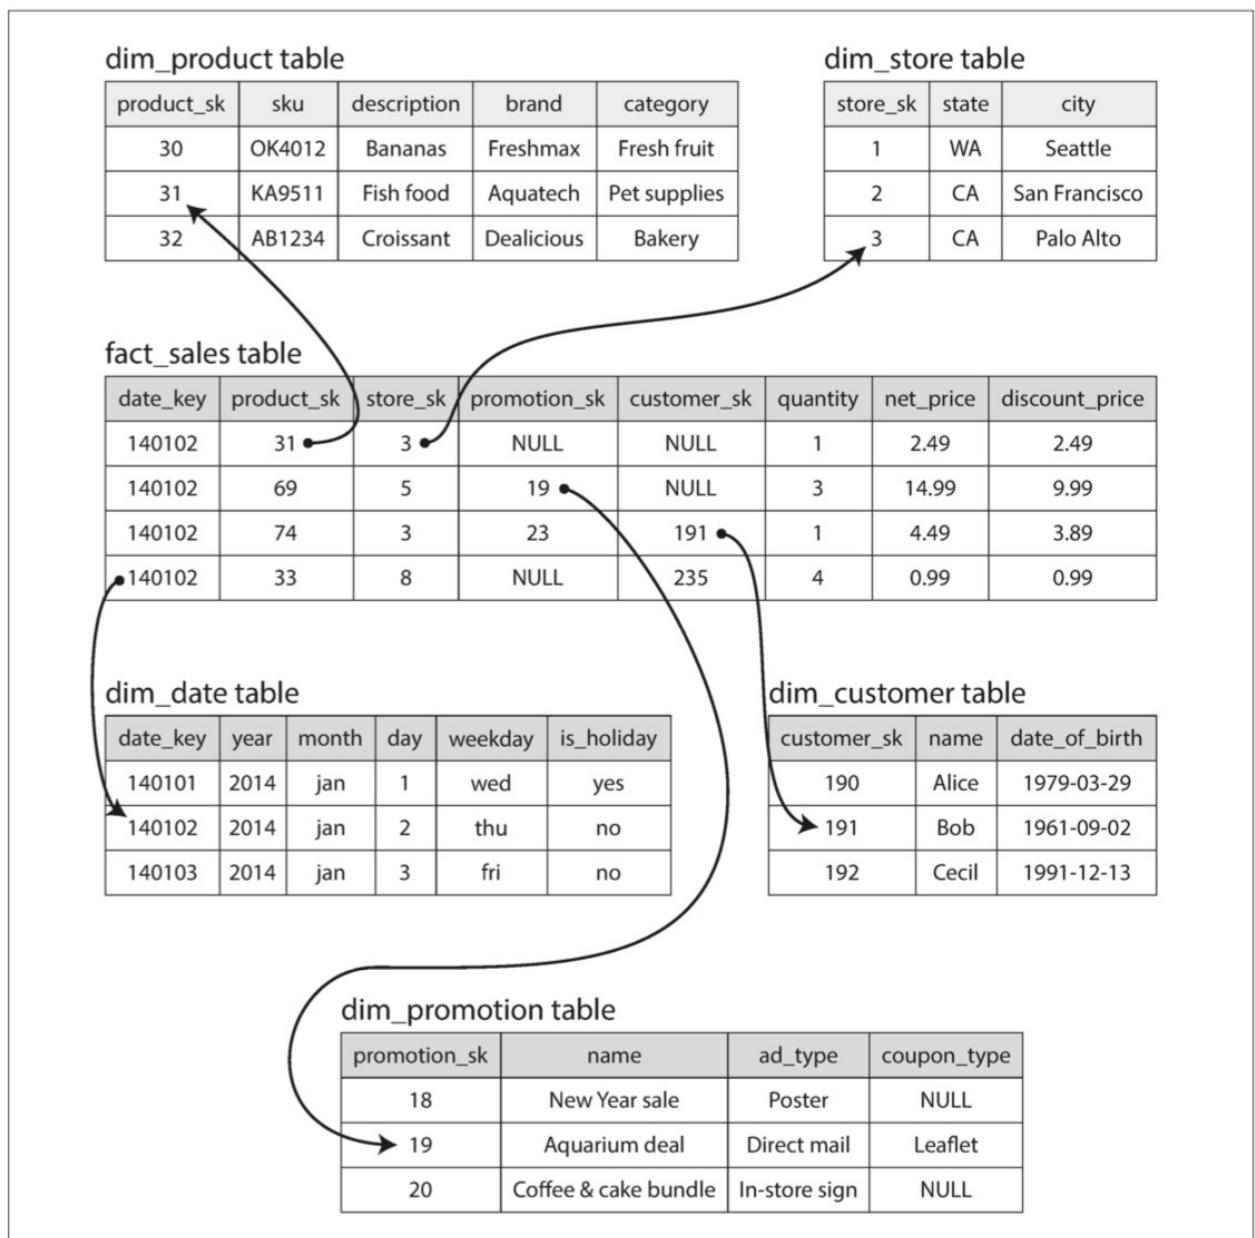 dim_product table
product_sk sku description brand category
30 OK4012 Bananas Freshmax Fresh fruit
31 KA9511 Fish food Aquatech Pet supplies
32 AB1234 Croissant Dealicious Bakery
dim_store table
store_sk state city
1 WA Seattle
2 CA San Francisco
3 CA Palo Alto
fact_sales table
date_key product_sk store_sk promotion_sk customer_sk quantity net_price discount_price
140102 31 3 NULL NULL 1 2.49 2.49
140102 69 5 19 NULL 3 14.99 9.99
140102 74 3 23 191 1 4.49 3.89
140102 33 8 NULL 235 4 0.99 0.99
dim_date table
date_key year month day weekday is_holiday
140101 2014 jan 1 wed yes
140102 2014 jan 2 thu no
140103 2014 jan 3 fri no
dim_customer table
customer_sk name date_of_birth
190 Alice 1979-03-29
191 Bob 1961-09-02
192 Cecil 1991-12-13
dim_promotion table
promotion_sk name ad_type coupon_type
18 New Year sale Poster NULL
19 Aquarium deal Direct mail Leaflet
20 Coffee & cake bundle In-store sign NULL